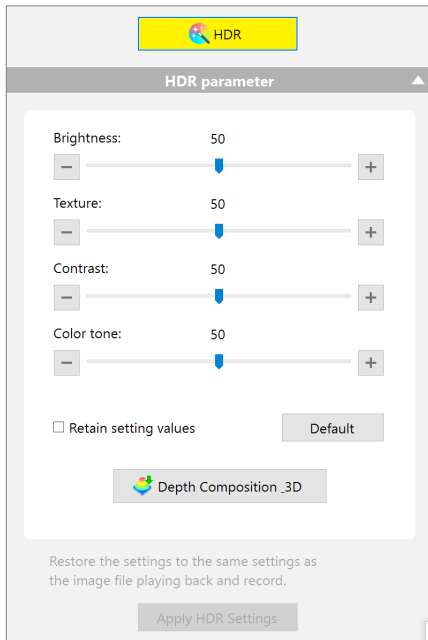 HDR
HDR parameter
Brightness: 50
Texture: 50
Contrast: 50
Color tone: 50
Retain setting values Default
Depth Composition _3D
Restore the settings to the same settings as
the image file playing back and record.
Apply HDR Settings